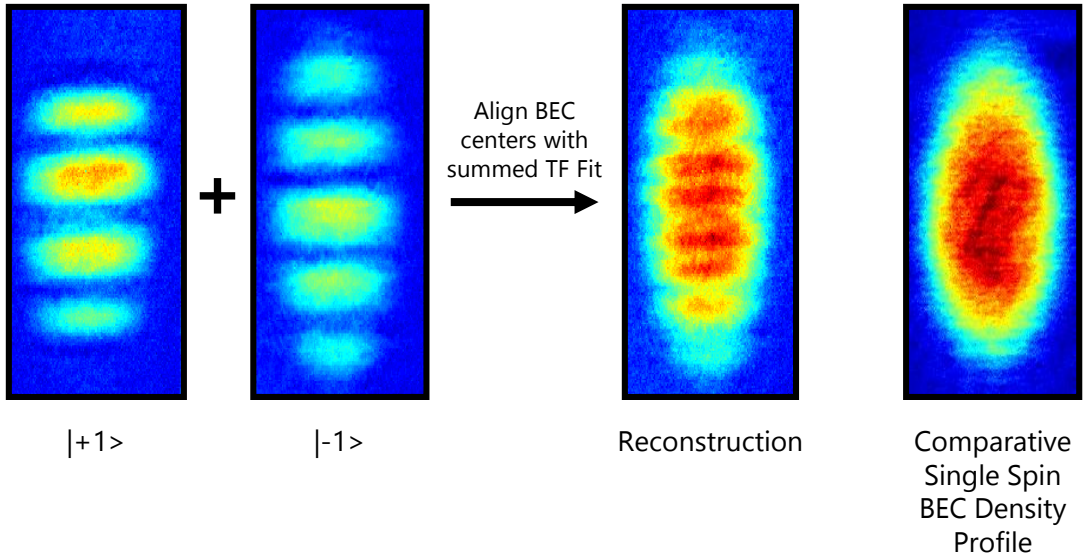 +
Align BEC
centers with
summed TF Fit
|+1>
|-1>
Reconstruction
Comparative
Single Spin
BEC Density
Profile